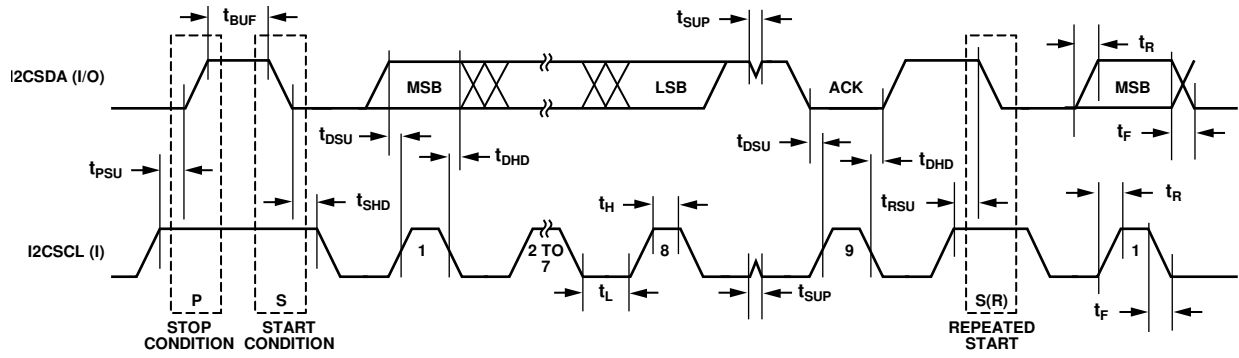 tBUF
tSUP
tR
I2CSDA (I/O)
MSB
LSB
ACK
MSB
tDSU
tDSU
tF
tPSU
tDHD
tDHD
tSHD
tH
tRSU
tR
I2CSCL (I)
1
2 TO
7
8
9
1
tL
tSUP
tF
P
S
S(R)
STOP
CONDITION
START
CONDITION
REPEATED
START